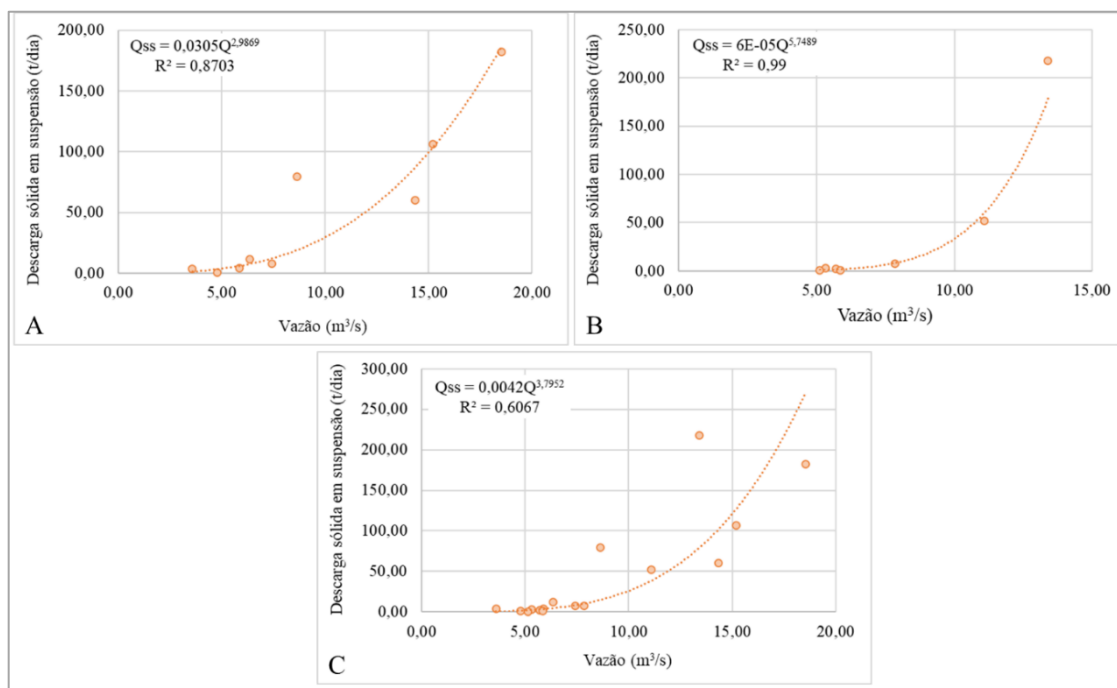 Qss = 0,0305Q^2,9869
R² = 0,8703
Descarga sólida em suspensão (t/dia)
200,00
150,00
100,00
50,00
0,00
0,00 5,00 10,00 15,00 20,00
Vazão (m³/s)
A
Qss = 6E-05Q^5,7489
R² = 0,99
Descarga sólida em suspensão (t/dia)
250,00
200,00
150,00
100,00
50,00
0,00
0,00 5,00 10,00 15,00
Vazão (m³/s)
B
Qss = 0,0042Q^3,7952
R² = 0,6067
Descarga sólida em suspensão (t/dia)
300,00
250,00
200,00
150,00
100,00
50,00
0,00
0,00 5,00 10,00 15,00 20,00
Vazão (m³/s)
C